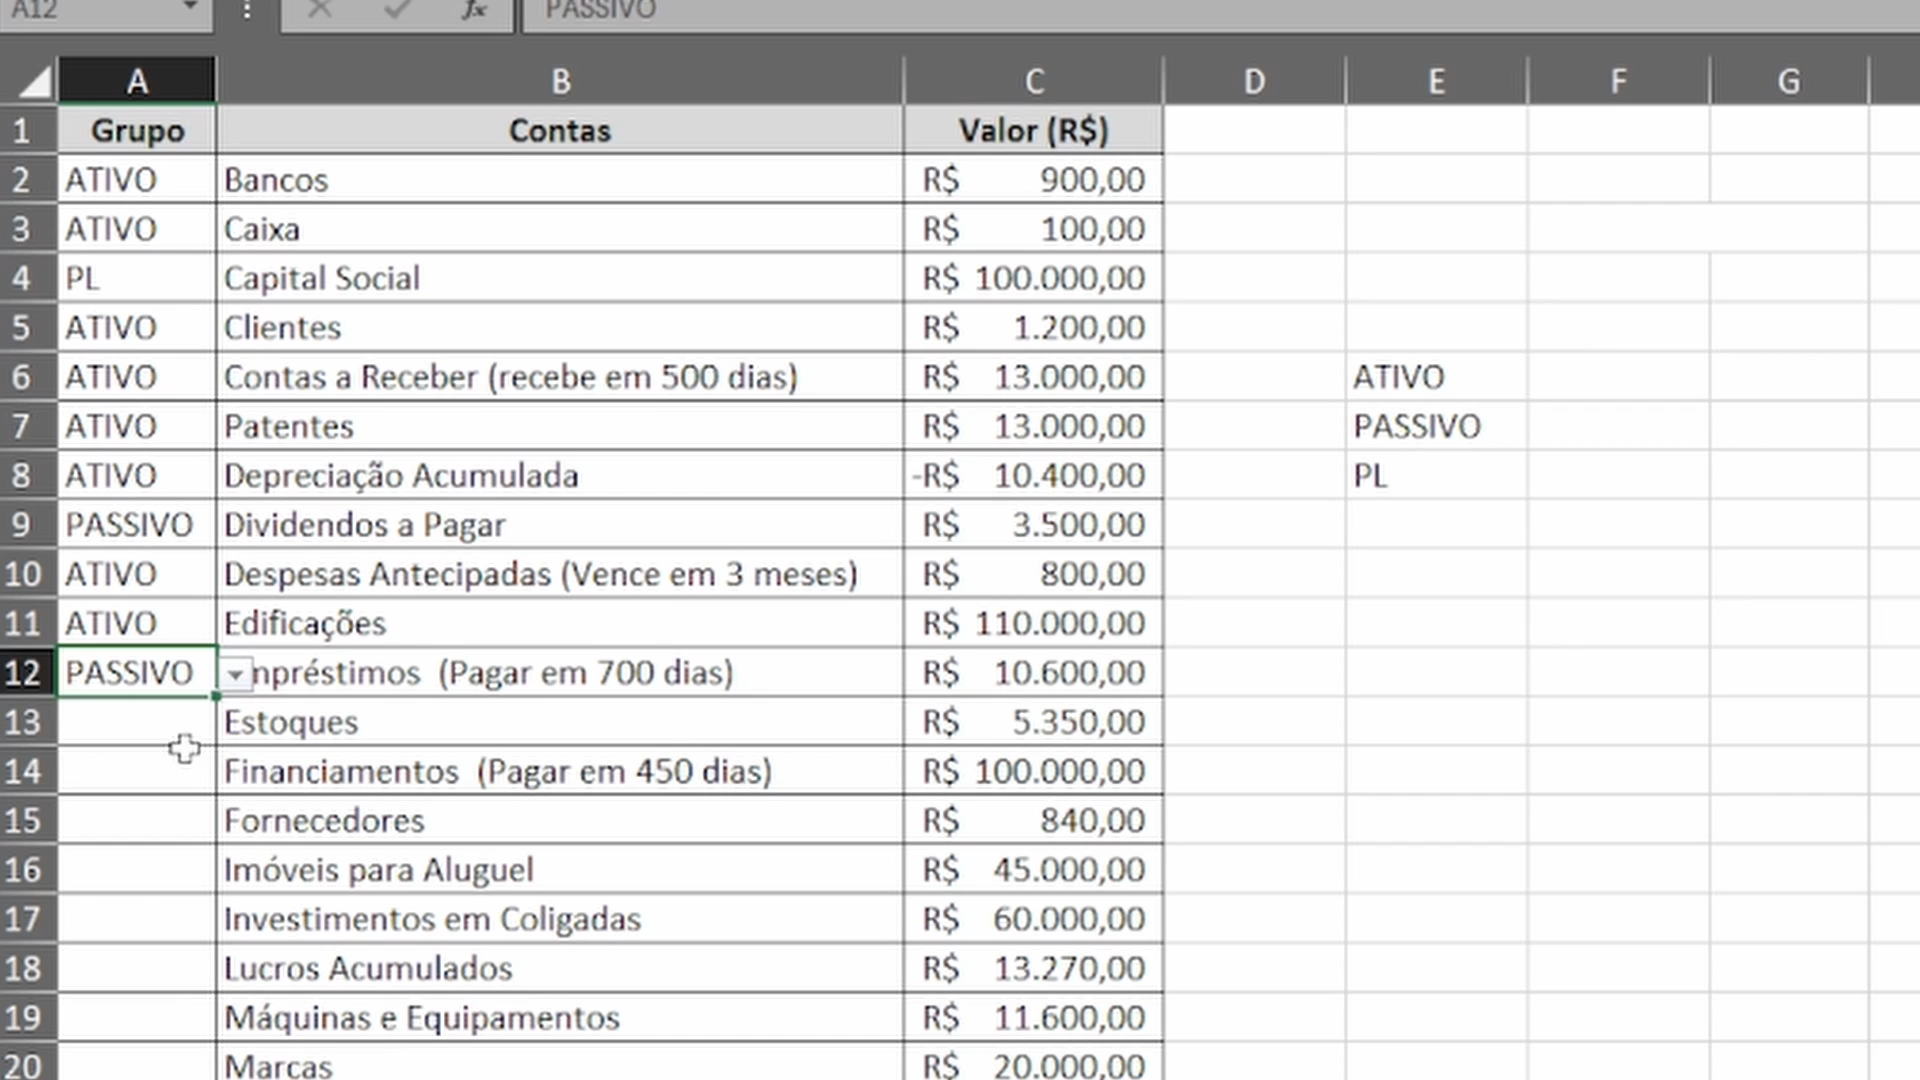 A12 fx PASSIVO
A B C D E F G
1 Grupo Contas Valor (R$)
2 ATIVO Bancos R$ 900,00
3 ATIVO Caixa R$ 100,00
4 PL Capital Social R$ 100.000,00
5 ATIVO Clientes R$ 1.200,00
6 ATIVO Contas a Receber (recebe em 500 dias) R$ 13.000,00 ATIVO
7 ATIVO Patentes R$ 13.000,00 PASSIVO
8 ATIVO Depreciação Acumulada -R$ 10.400,00 PL
9 PASSIVO Dividendos a Pagar R$ 3.500,00
10 ATIVO Despesas Antecipadas (Vence em 3 meses) R$ 800,00
11 ATIVO Edificações R$ 110.000,00
12 PASSIVO npréstimos (Pagar em 700 dias) R$ 10.600,00
13 Estoques R$ 5.350,00
14 Financiamentos (Pagar em 450 dias) R$ 100.000,00
15 Fornecedores R$ 840,00
16 Imóveis para Aluguel R$ 45.000,00
17 Investimentos em Coligadas R$ 60.000,00
18 Lucros Acumulados R$ 13.270,00
19 Máquinas e Equipamentos R$ 11.600,00
20 Marcas R$ 20.000,00